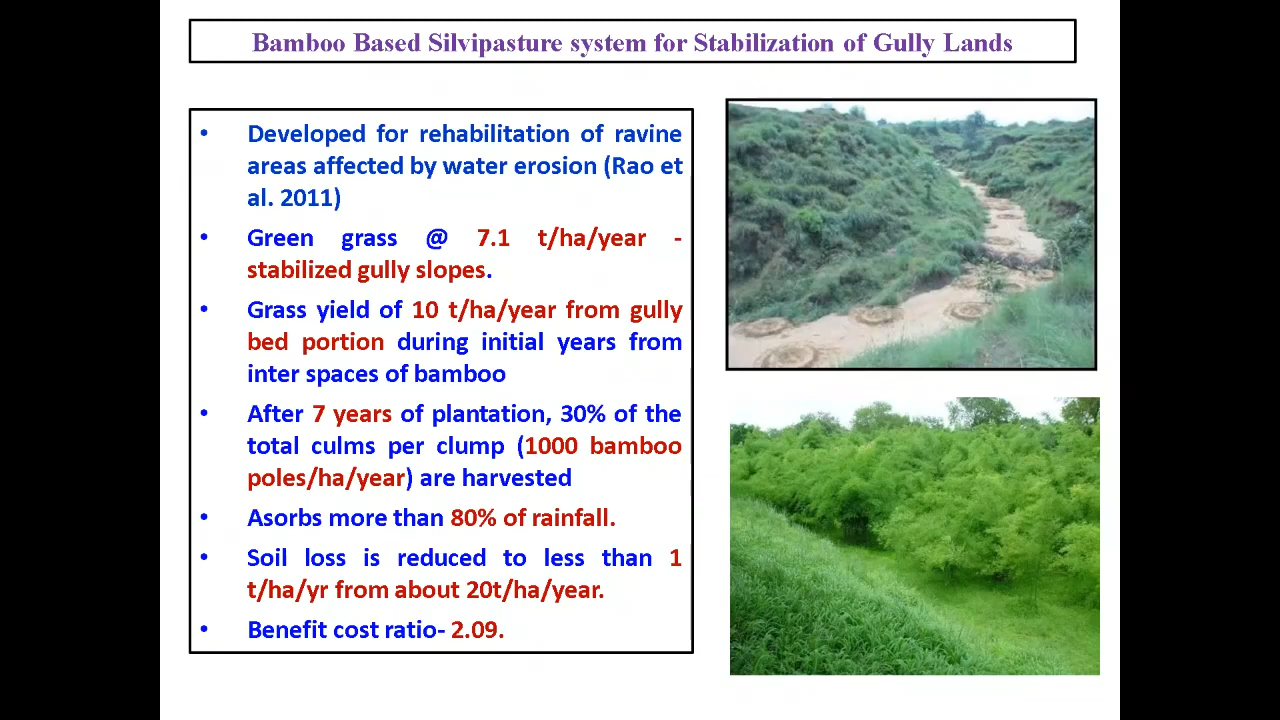 Bamboo Based Silvipasture system for Stabilization of Gully Lands
• Developed for rehabilitation of ravine
areas affected by water erosion (Rao et
al. 2011)
• Green grass @ 7.1 t/ha/year -
stabilized gully slopes.
• Grass yield of 10 t/ha/year from gully
bed portion during initial years from
inter spaces of bamboo
• After 7 years of plantation, 30% of the
total culms per clump (1000 bamboo
poles/ha/year) are harvested
• Asorbs more than 80% of rainfall.
• Soil loss is reduced to less than 1
t/ha/yr from about 20t/ha/year.
• Benefit cost ratio- 2.09.